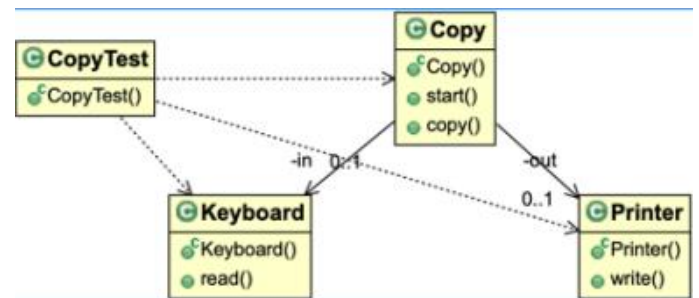 C Copy
C Copy()
start()
copy()
C CopyTest
C CopyTest()
-in 0..1
-out
0..1
C Keyboard
C Keyboard()
read()
C Printer
C Printer()
write()